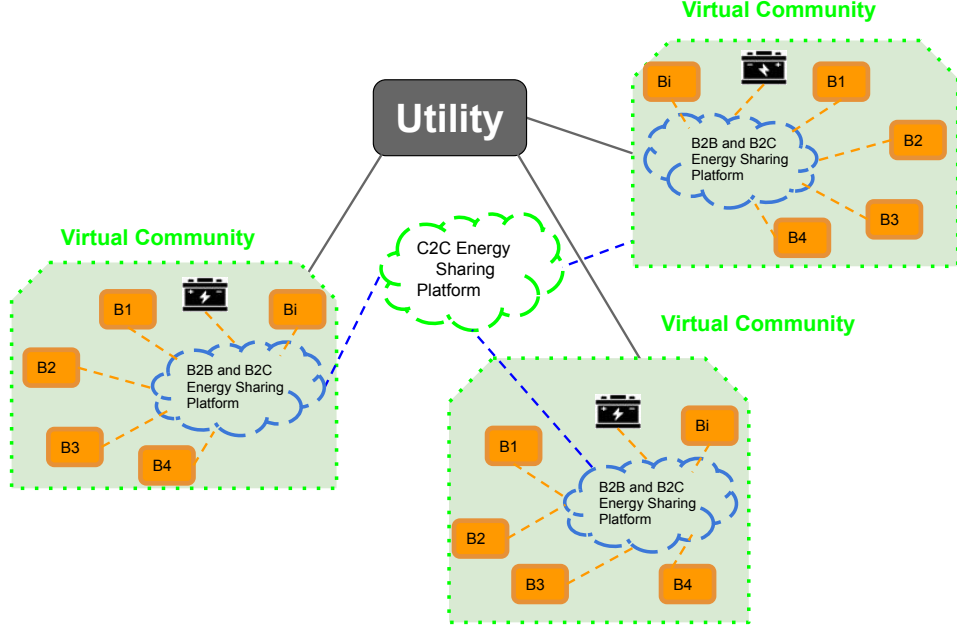 Virtual Community
Bi
B1
B2
B3
B4
B2B and B2C
Energy Sharing
Platform
Utility
C2C Energy
Sharing
Platform
Virtual Community
B1
Bi
B2
B3
B4
B2B and B2C
Energy Sharing
Platform
Virtual Community
B1
Bi
B2
B3
B4
B2B and B2C
Energy Sharing
Platform